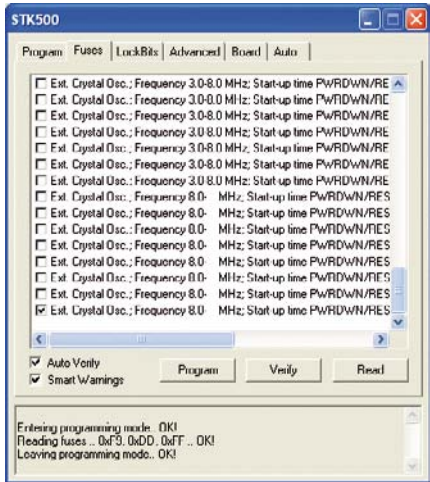 STK500
Program Fuses LockBits Advanced Board Auto
Ext. Crystal Osc.; Frequency 3.0-8.0 MHz; Start-up time PWRDWN/RE
Ext. Crystal Osc.; Frequency 3.0-8.0 MHz; Start-up time PWRDWN/RE
Ext. Crystal Osc.; Frequency 3.0-8.0 MHz; Start-up time PWRDWN/RE
Ext. Crystal Osc.; Frequency 3.0-8.0 MHz; Start-up time PWRDWN/RE
Ext. Crystal Osc.; Frequency 3.0-8.0 MHz; Start-up time PWRDWN/RE
Ext. Crystal Osc.; Frequency 3.0-8.0 MHz; Start-up time PWRDWN/RE
Ext. Crystal Osc.; Frequency 8.0- MHz; Start-up time PWRDWN/RES
Ext. Crystal Osc.; Frequency 8.0- MHz; Start-up time PWRDWN/RES
Ext. Crystal Osc.; Frequency 8.0- MHz; Start-up time PWRDWN/RES
Ext. Crystal Osc.; Frequency 8.0- MHz; Start-up time PWRDWN/RES
Ext. Crystal Osc.; Frequency 8.0- MHz; Start-up time PWRDWN/RES
Ext. Crystal Osc.; Frequency 8.0- MHz; Start-up time PWRDWN/RES
Ext. Crystal Osc.; Frequency 8.0- MHz; Start-up time PWRDWN/RES
Auto Verify
Smart Warnings
Program Verify Read
Entering programming mode.. OK!
Reading fuses .. 0xF9, 0xDD, 0xFF .. OK!
Leaving programming mode.. OK!